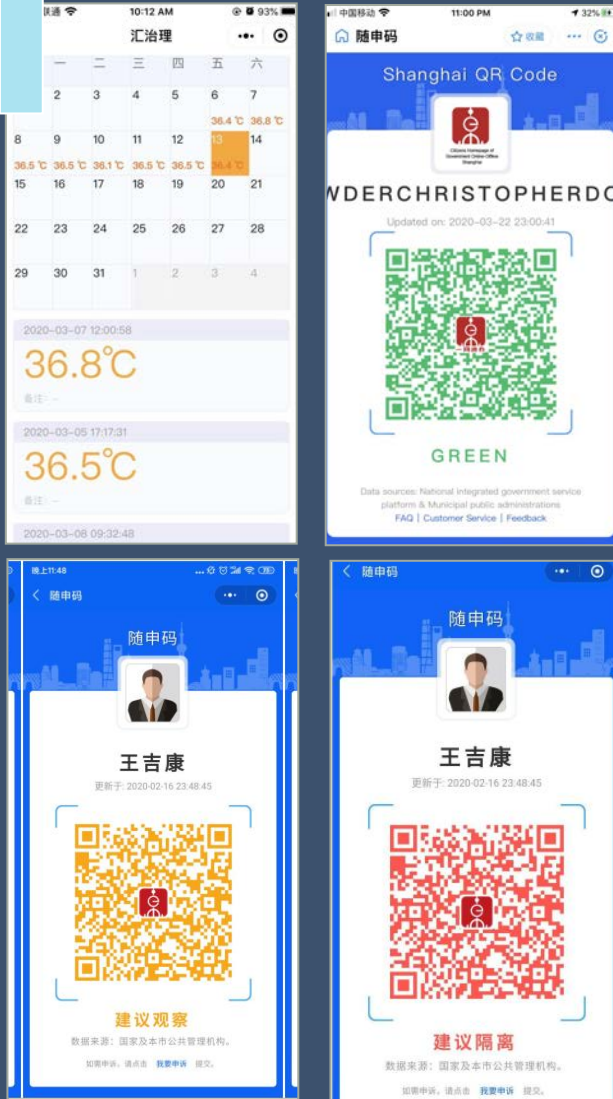 联通
10:12 AM
93%
汇治理
一 二 三 四 五 六
2 3 4 5 6 7
36.4℃ 36.8℃
8 9 10 11 12 13 14
36.5℃ 36.5℃ 36.1℃ 36.5℃ 36.5℃ 36.4℃
15 16 17 18 19 20 21
22 23 24 25 26 27 28
29 30 31 1 2 3 4
2020-03-07 12:00:58
36.8℃
备注: -
2020-03-05 17:17:31
36.5℃
备注: -
2020-03-08 09:32:48
中国移动
11:00 PM
32%
随申码
收藏
Shanghai QR Code
Citizens Homepage of
Government Online-Offline
Shanghai
WDERCHRISTOPHERDO
Updated on: 2020-03-22 23:00:41
GREEN
Data sources: National integrated government service
platform & Municipal public administrations
FAQ | Customer Service | Feedback
晚上11:48
随申码
随申码
王吉康
更新于: 2020-02-16 23:48:45
建议观察
数据来源：国家及本市公共管理机构。
如需申诉，请点击 我要申诉 提交。
随申码
随申码
王吉康
更新于: 2020-02-16 23:48:45
建议隔离
数据来源：国家及本市公共管理机构。
如需申诉，请点击 我要申诉 提交。